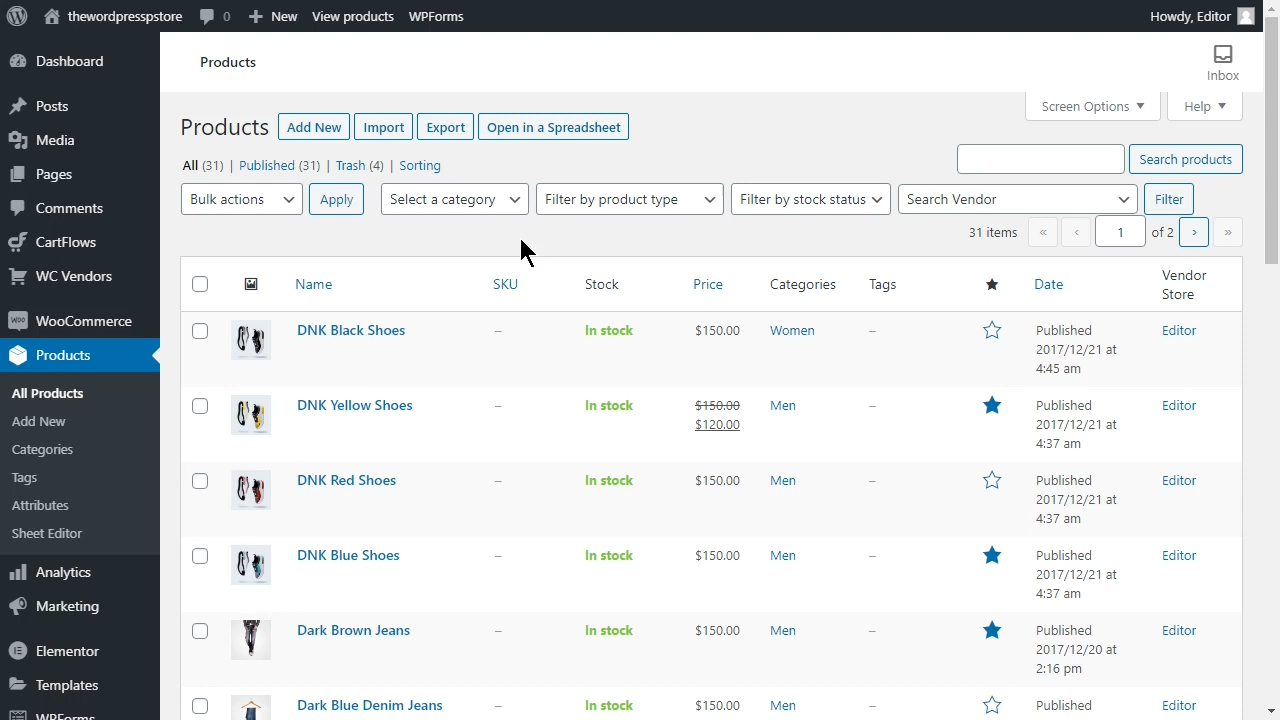 thewordpresspstore 0 New View products WPForms Howdy, Editor
Dashboard
Posts
Media
Pages
Comments
CartFlows
WC Vendors
WooCommerce
Products
All Products
Add New
Categories
Tags
Attributes
Sheet Editor
Analytics
Marketing
Elementor
Templates
WPForms
Products
Inbox
Screen Options Help
Products Add New Import Export Open in a Spreadsheet
All (31) | Published (31) | Trash (4) | Sorting
Search products
Bulk actions Apply Select a category Filter by product type Filter by stock status Search Vendor Filter
31 items « ‹ 1 of 2 › »
Name SKU Stock Price Categories Tags Date Vendor Store
DNK Black Shoes – In stock $150.00 Women – Published Editor
2017/12/21 at
4:45 am
DNK Yellow Shoes – In stock $150.00 Men – Published Editor
$120.00 2017/12/21 at
4:37 am
DNK Red Shoes – In stock $150.00 Men – Published Editor
2017/12/21 at
4:37 am
DNK Blue Shoes – In stock $150.00 Men – Published Editor
2017/12/21 at
4:37 am
Dark Brown Jeans – In stock $150.00 Men – Published Editor
2017/12/20 at
2:16 pm
Dark Blue Denim Jeans – In stock $150.00 Men – Published Editor